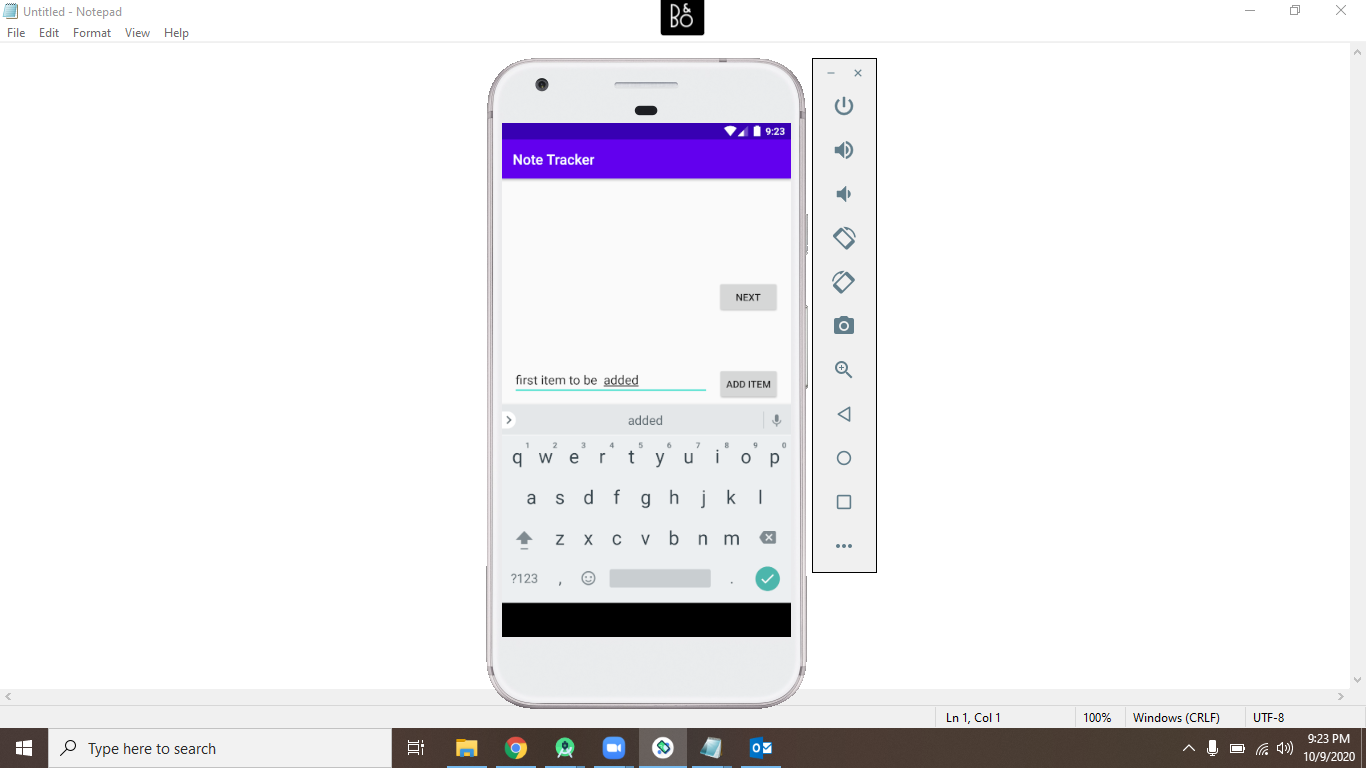 Untitled - Notepad
File Edit Format View Help
B&O
9:23
Note Tracker
NEXT
first item to be added
ADD ITEM
added
1 2 3 4 5 6 7 8 9 0
q w e r t y u i o p
a s d f g h j k l
z x c v b n m
?123 , .
Ln 1, Col 1 100% Windows (CRLF) UTF-8
Type here to search
9:23 PM
10/9/2020